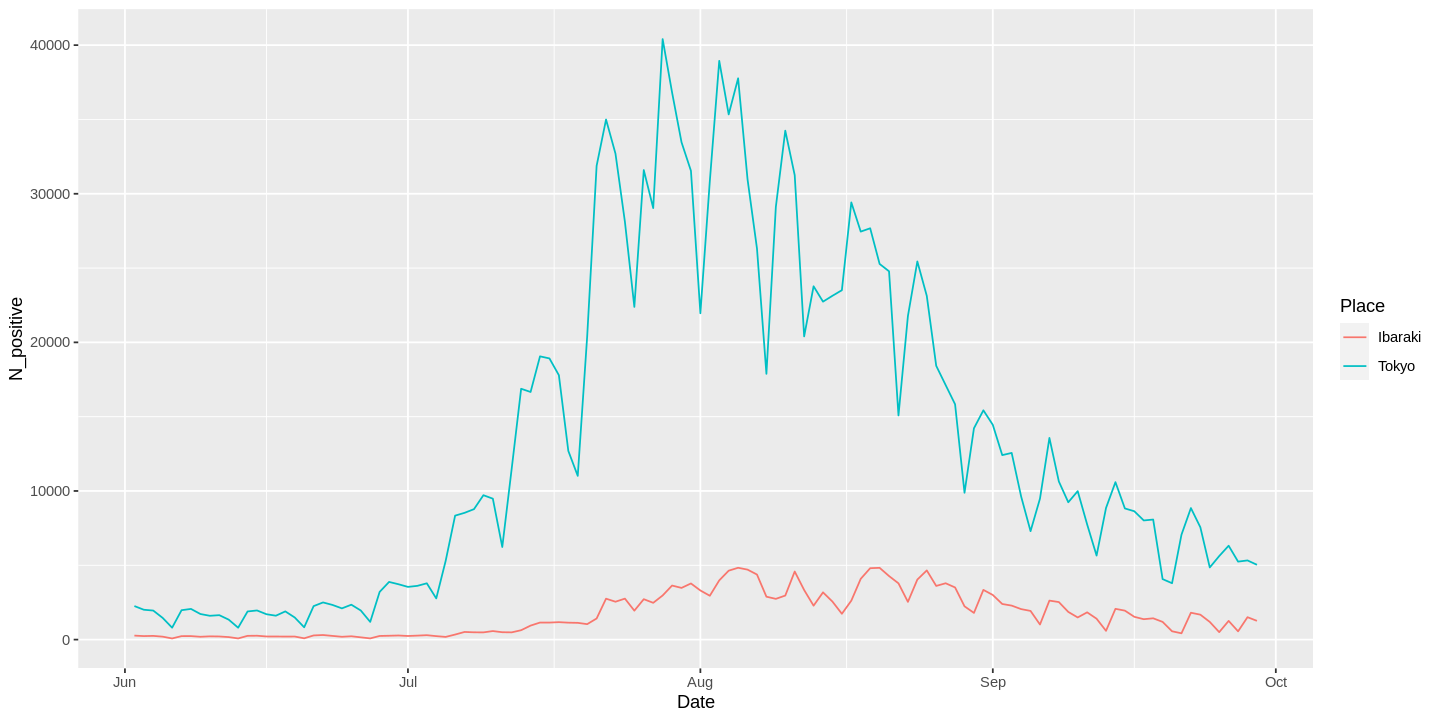 N_positive
40000
30000
20000
10000
0
Jun
Jul
Aug
Sep
Oct
Date
Place
Ibaraki
Tokyo